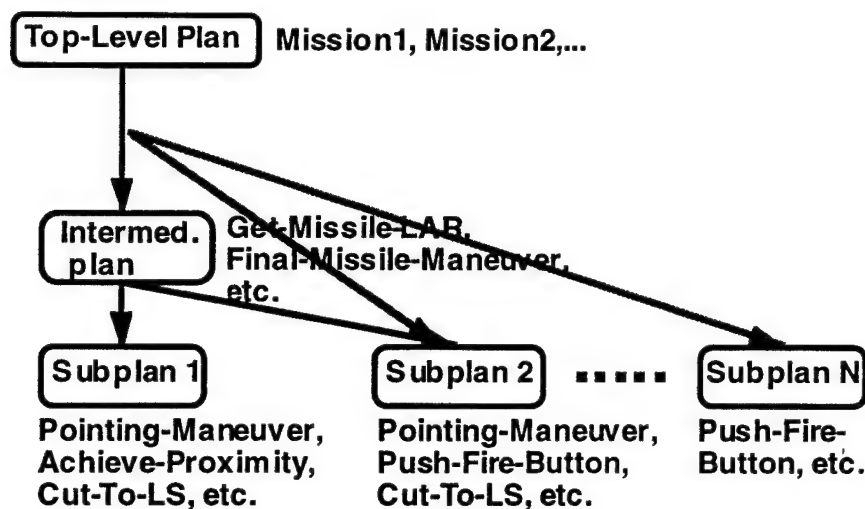 Top-Level Plan
Mission1, Mission2,...
Intermed.
plan
Get-Missile-LAR,
Final-Missile-Maneuver,
etc.
Subplan 1
Subplan 2
Subplan N
Pointing-Maneuver,
Achieve-Proximity,
Cut-To-LS, etc.
Pointing-Maneuver,
Push-Fire-Button,
Cut-To-LS, etc.
Push-Fire-
Button, etc.